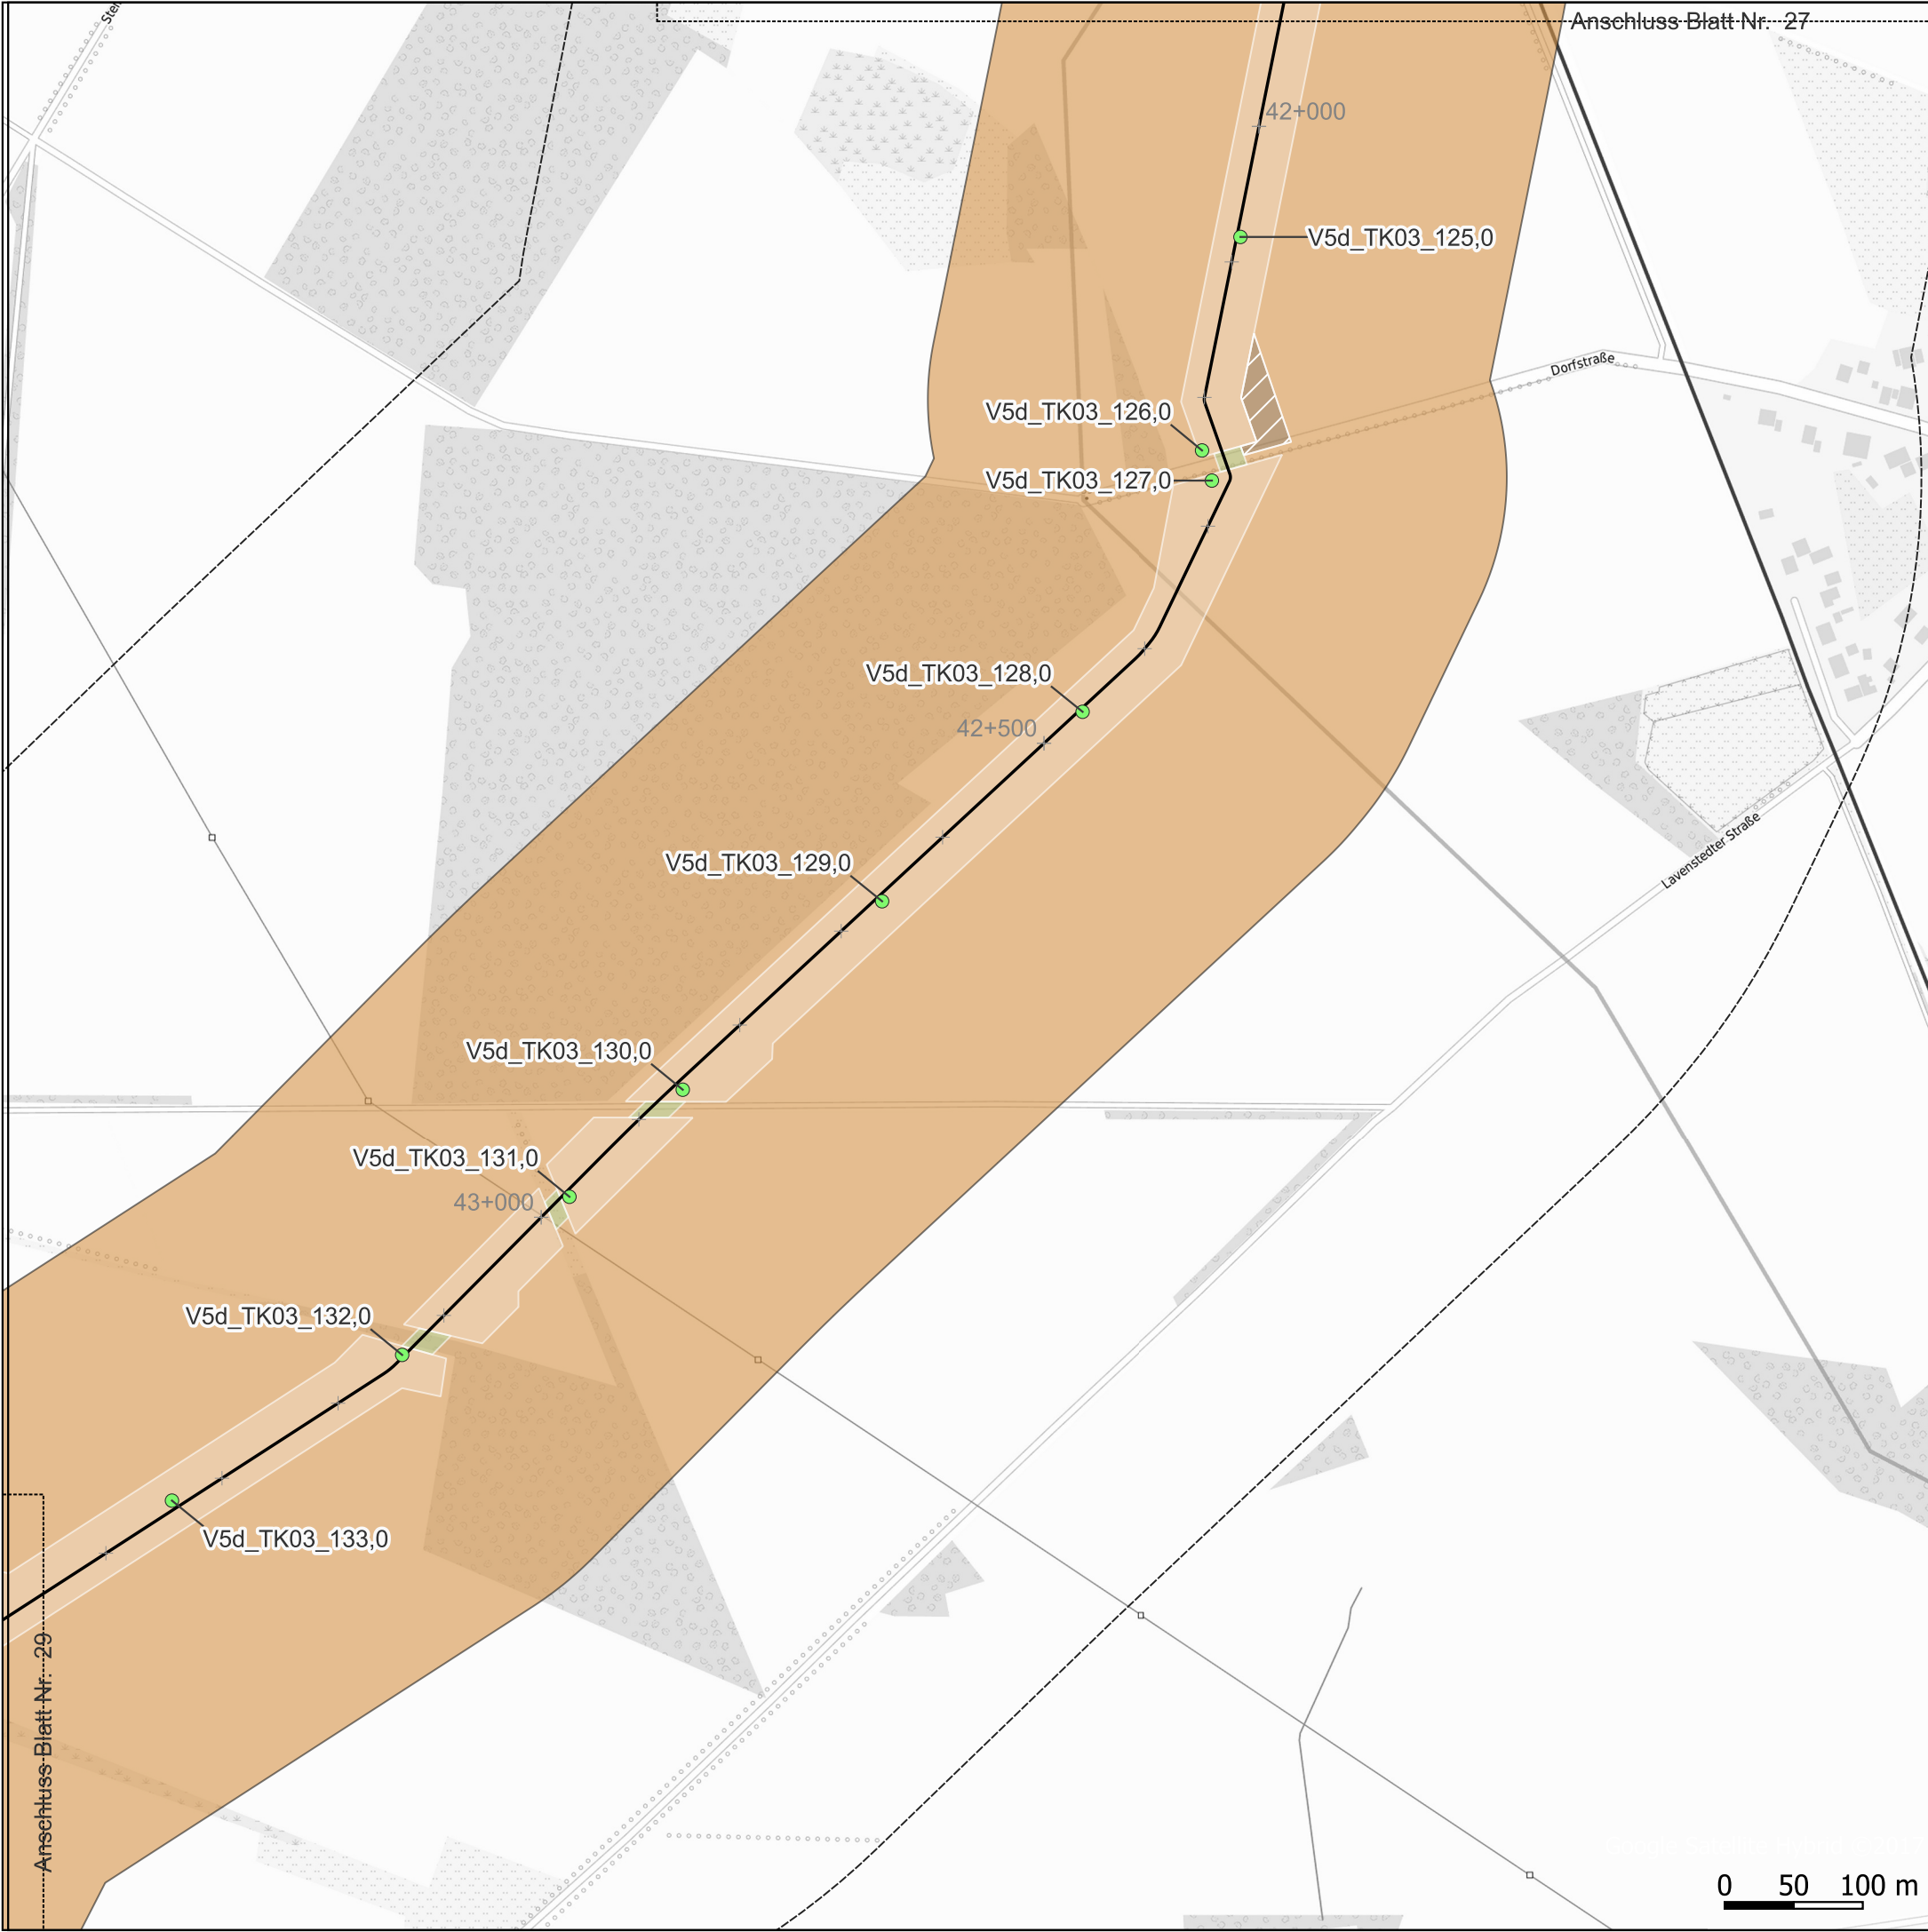 Anschluss Blatt Nr. 27
42+000
V5d_TK03_125,0
Dorfstraße
V5d_TK03_126,0
V5d_TK03_127,0
V5d_TK03_128,0
42+500
Lavenstedter Straße
V5d_TK03_129,0
V5d_TK03_130,0
V5d_TK03_131,0
43+000
V5d_TK03_132,0
V5d_TK03_133,0
Anschluss Blatt Nr. 29
0 50 100 m